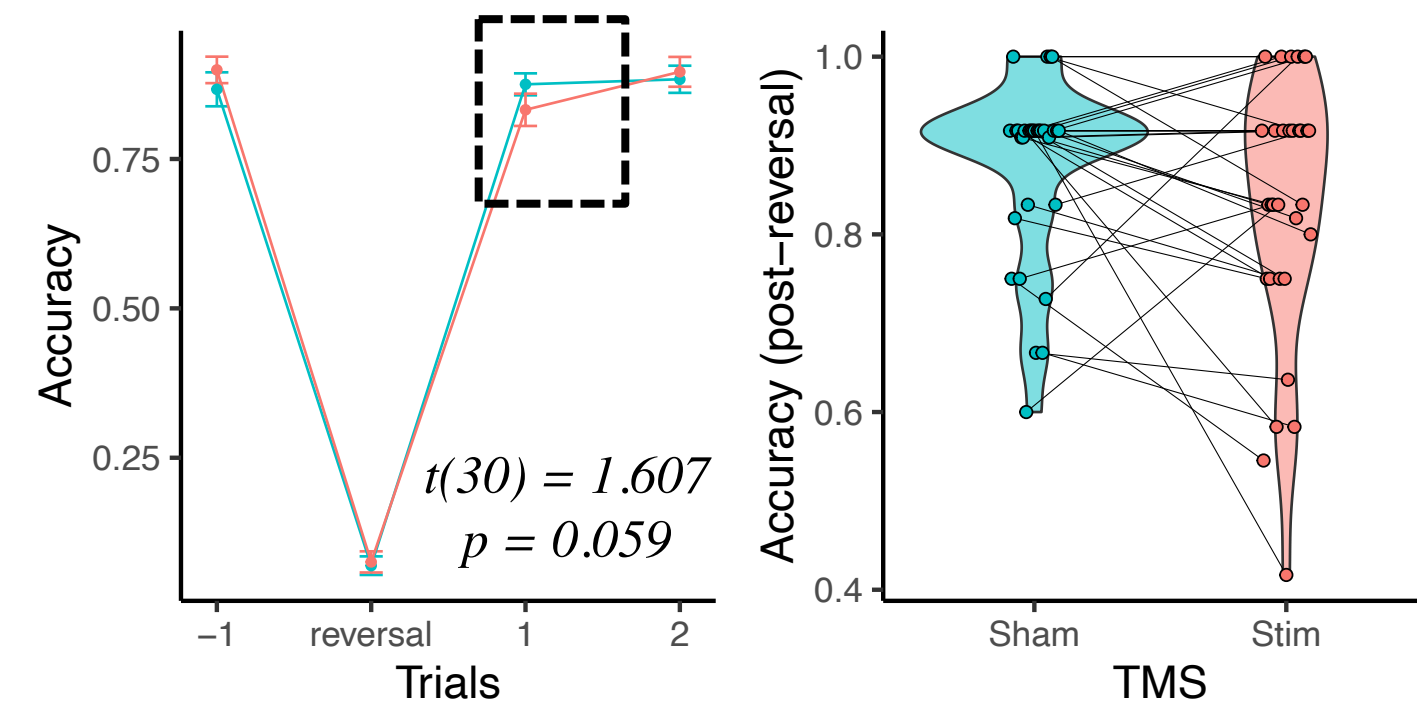 Accuracy
0.75
0.50
0.25
t(30) = 1.607
p = 0.059
−1 reversal 1 2
Trials
Accuracy (post−reversal)
1.0
0.8
0.6
0.4
Sham Stim
TMS